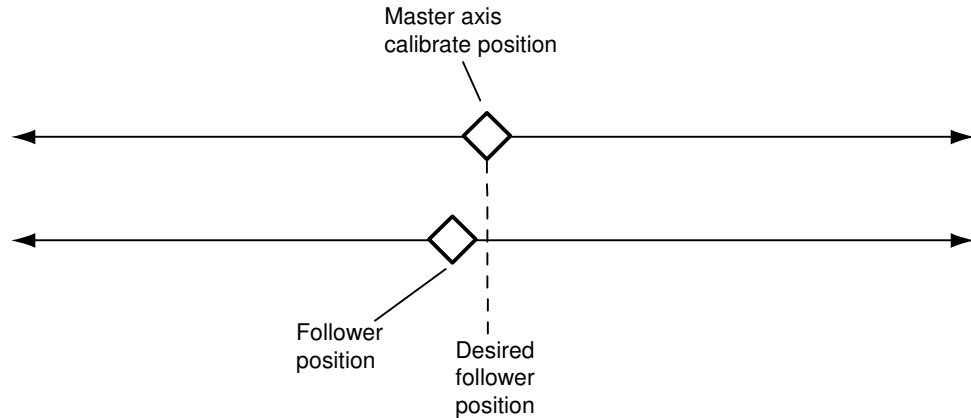 Master axis
calibrate position
Follower
position
Desired
follower
position